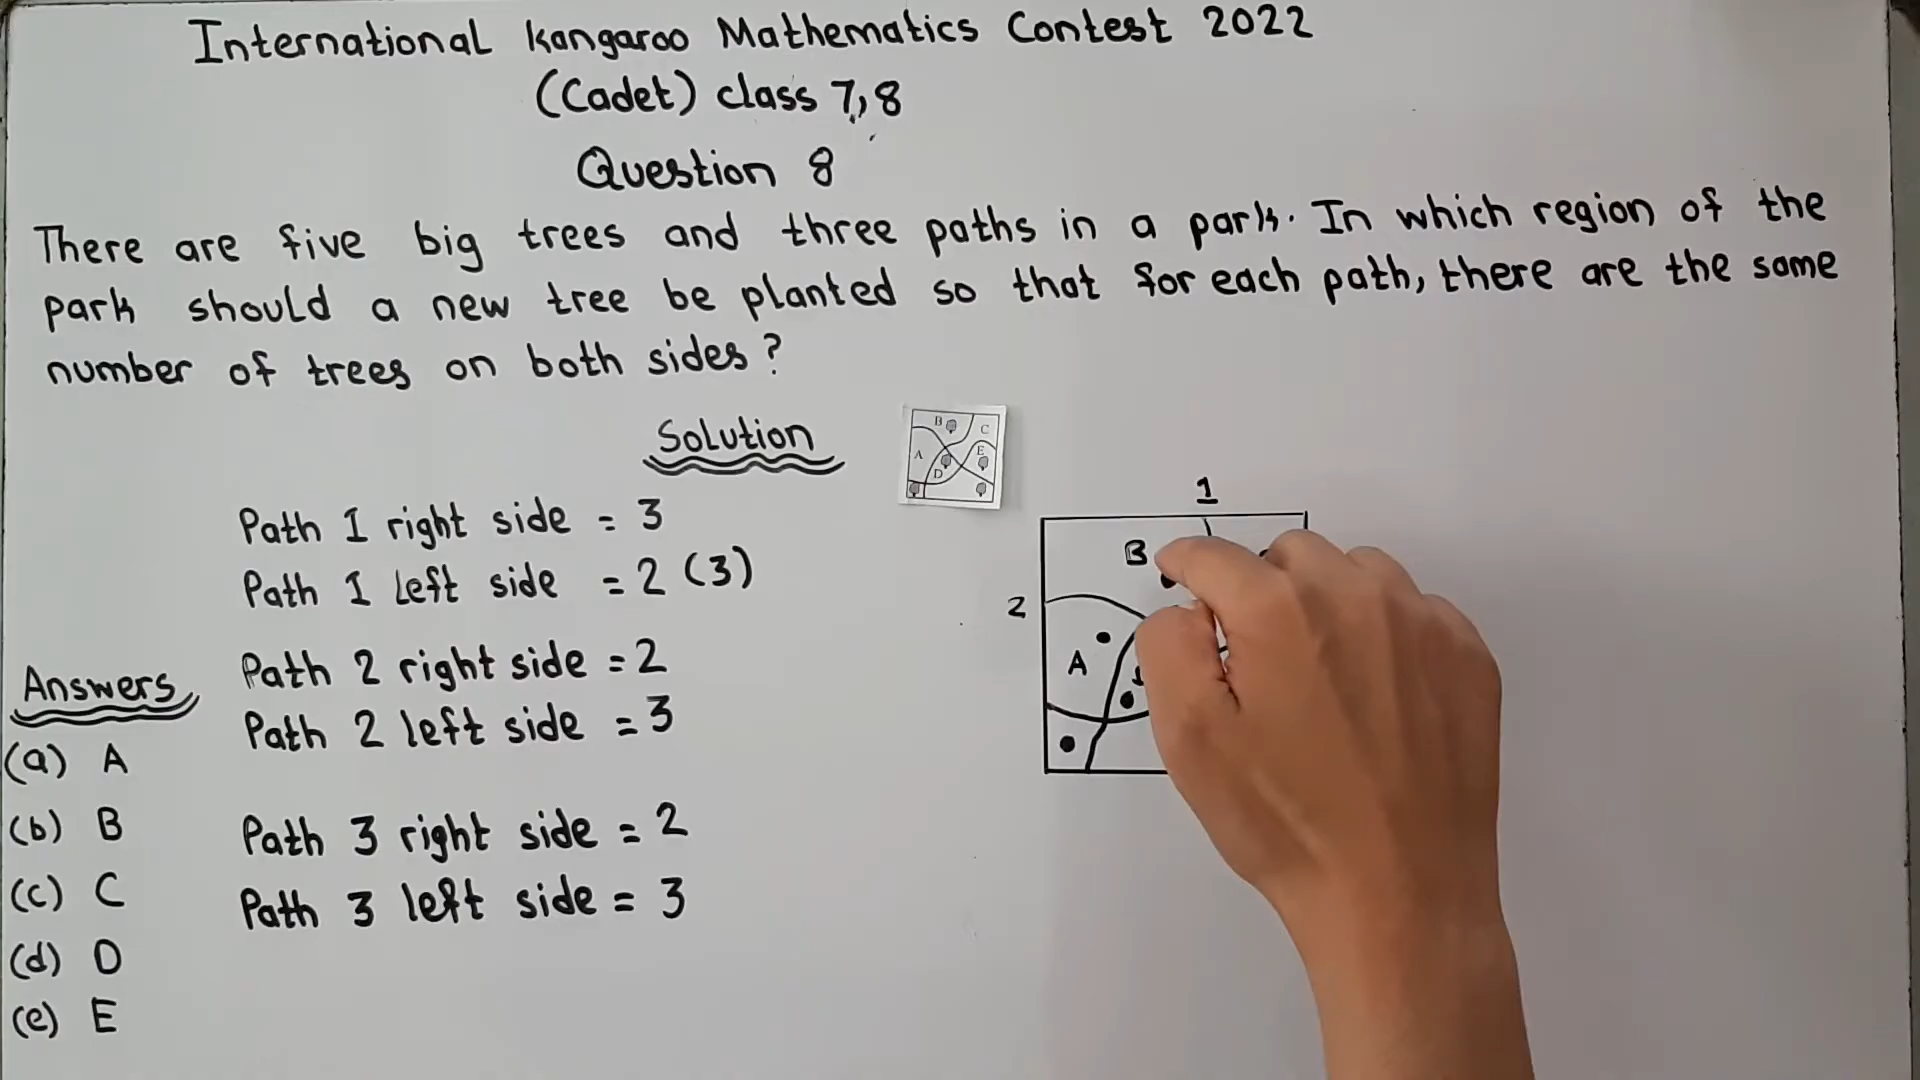 International Kangaroo Mathematics Contest 2022
(Cadet) class 7,8
Question 8
There are five big trees and three paths in a park. In which region of the
park should a new tree be planted so that for each path, there are the same
number of trees on both sides?
Solution
Path 1 right side = 3
Path 1 left side = 2 (3)
Path 2 right side = 2
Path 2 left side = 3
Path 3 right side = 2
Path 3 left side = 3
Answers
(a) A
(b) B
(c) C
(d) D
(e) E
B
C
A
E
D
1
B
2
A